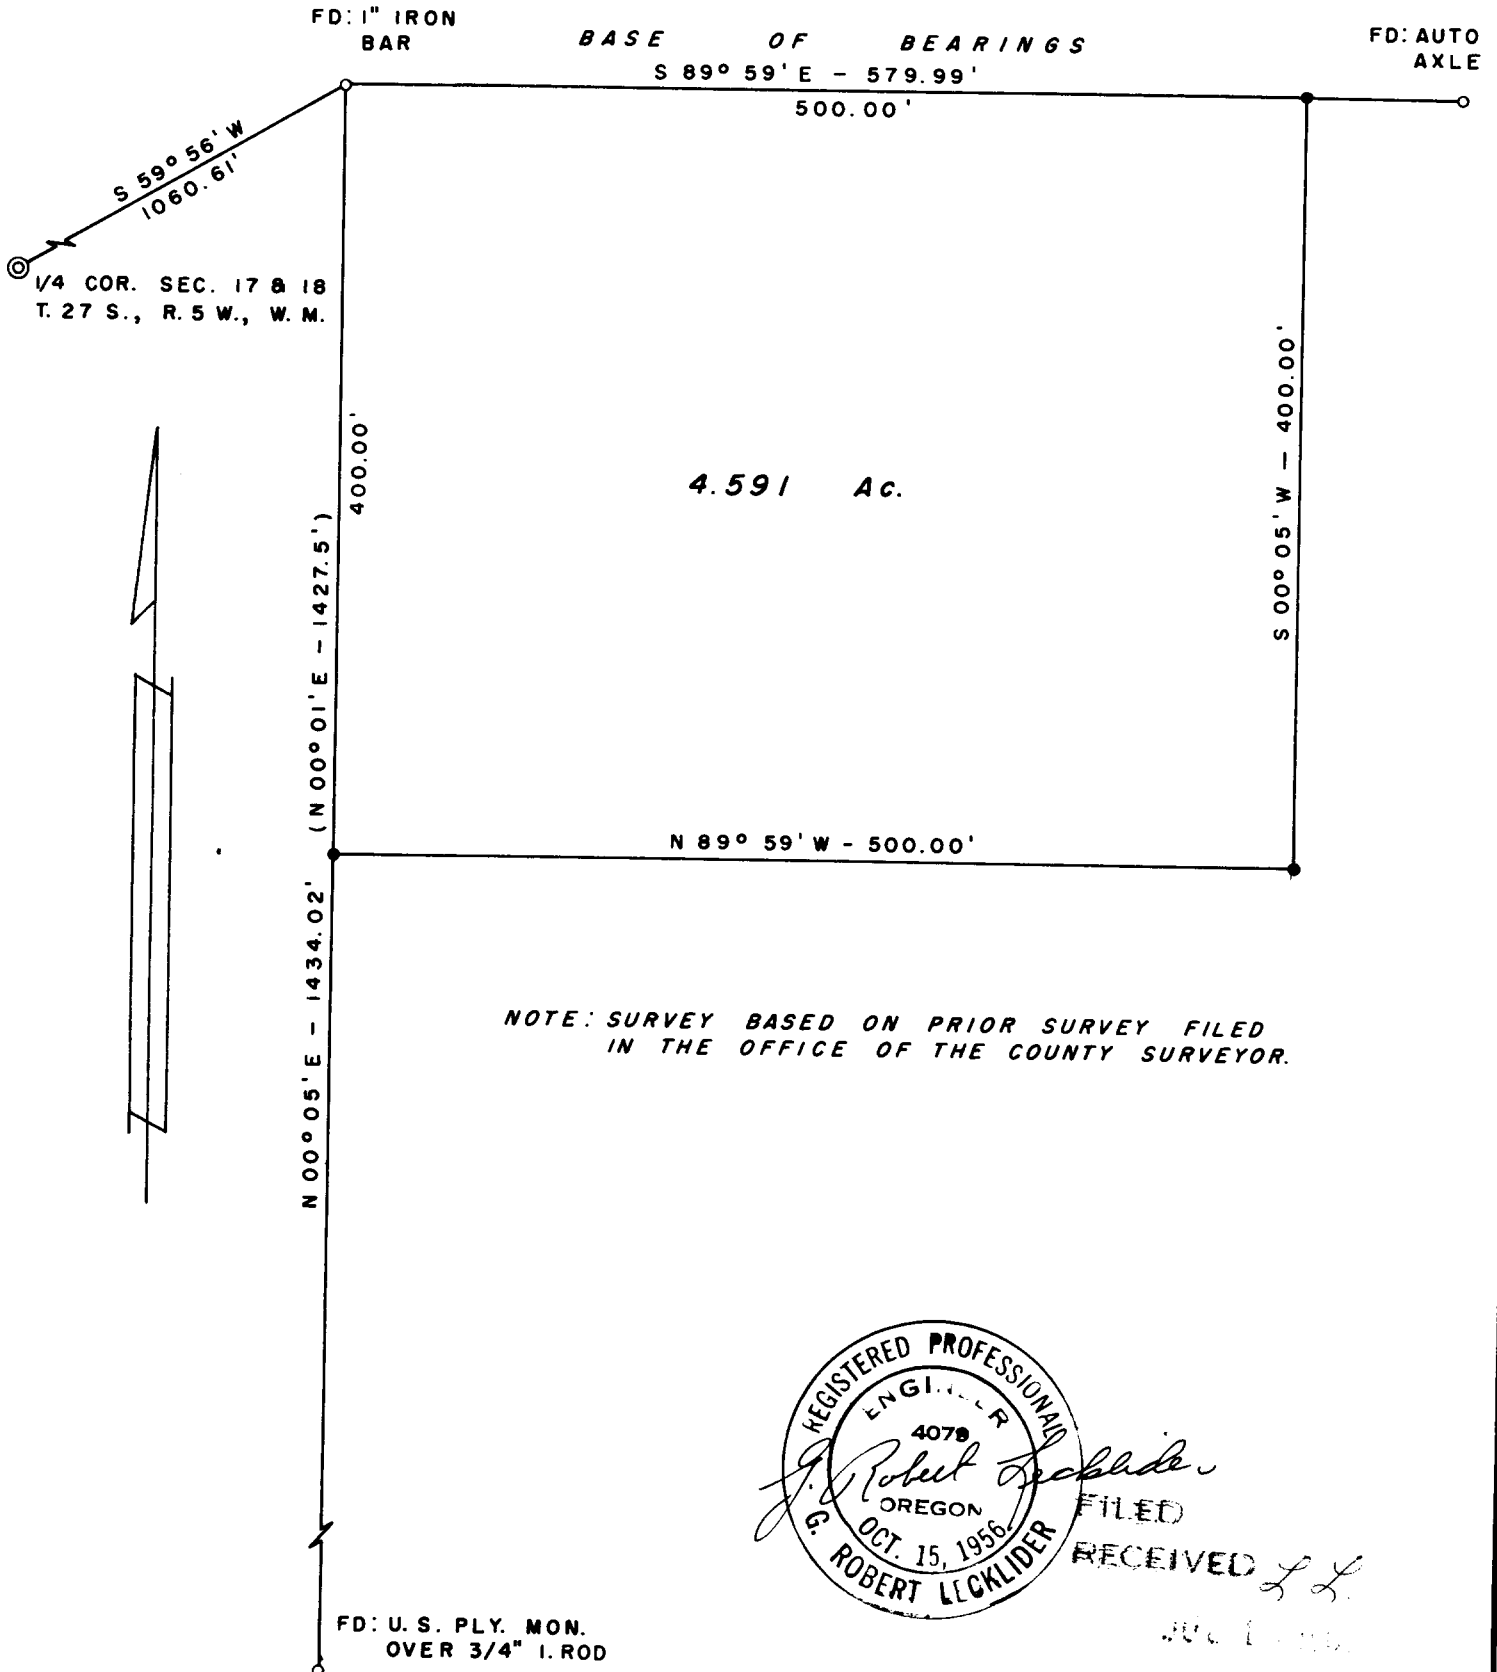 FD: 1" IRON
BAR
BASE OF BEARINGS
FD: AUTO
AXLE
S 89° 59' E - 579.99'
500.00'
S 59° 56' W
1060.61'
1/4 COR. SEC. 17 & 18
T. 27 S., R. 5 W., W. M.
400.00'
(N 00° 01' E - 1427.5')
S 00° 05' W - 400.00'
4.591 AC.
N 89° 59' W - 500.00'
N 00° 05' E - 1434.02'
NOTE: SURVEY BASED ON PRIOR SURVEY FILED
IN THE OFFICE OF THE COUNTY SURVEYOR.
REGISTERED PROFESSIONAL
ENGINEER
4079
G. Robert Lecklider
OREGON
OCT. 15, 1956
G. ROBERT LECKLIDER
FILED
RECEIVED L L
FD: U.S. PLY. MON.
OVER 3/4" I. ROD